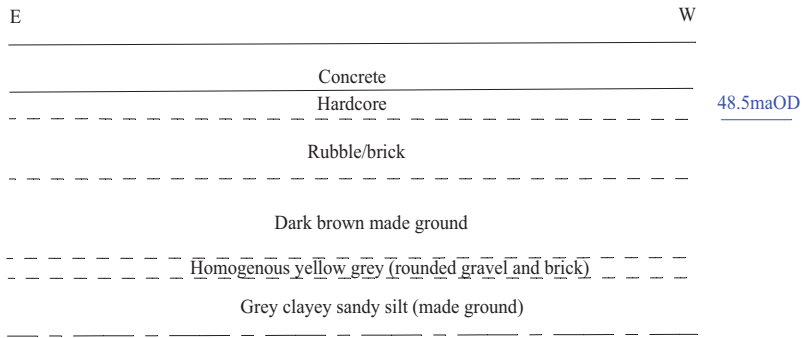 E W
Concrete
Hardcore
48.5maOD
Rubble/brick
Dark brown made ground
Homogenous yellow grey (rounded gravel and brick)
Grey clayey sandy silt (made ground)